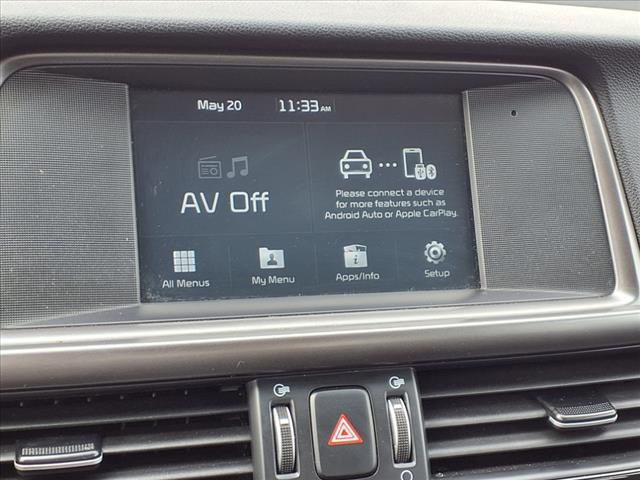 May 20 11:33 AM
AV Off
Please connect a device
for more features such as
Android Auto or Apple CarPlay.
All Menus My Menu Apps/Info Setup